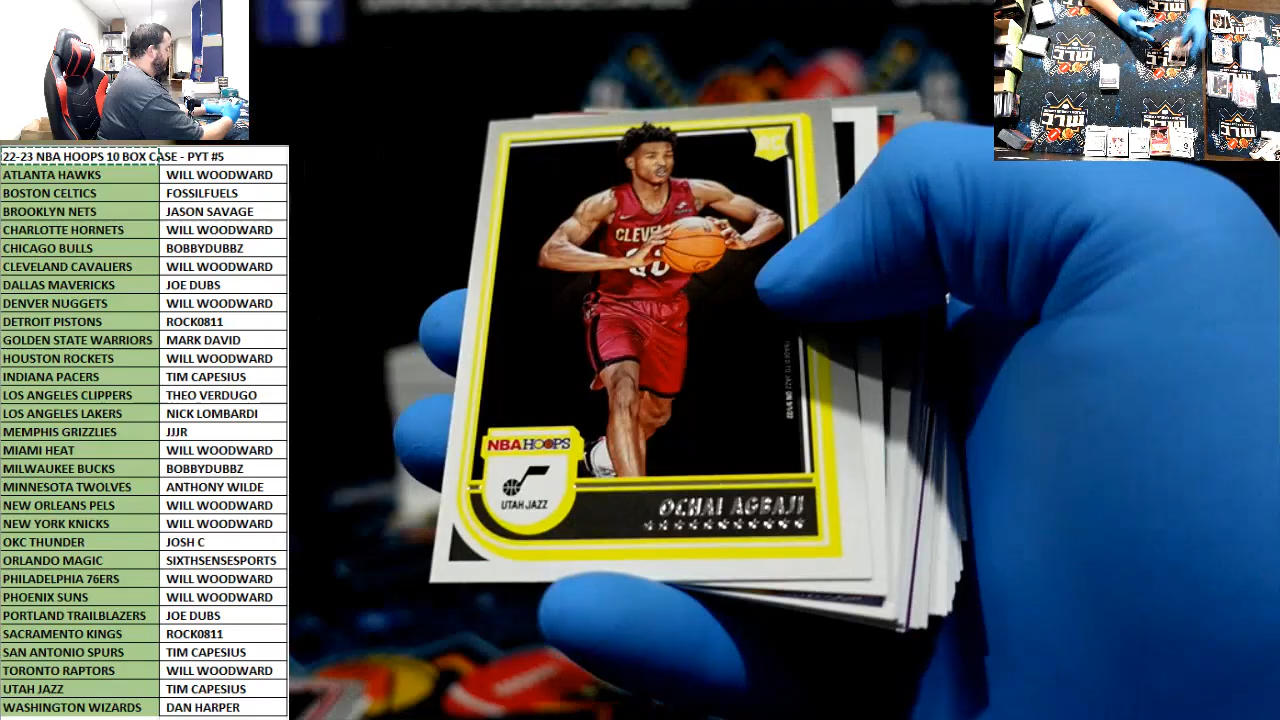 22-23 NBA HOOPS 10 BOX CASE - PYT #5
ATLANTA HAWKS WILL WOODWARD
BOSTON CELTICS FOSSILFUELS
BROOKLYN NETS JASON SAVAGE
CHARLOTTE HORNETS WILL WOODWARD
CHICAGO BULLS BOBBYDUBBZ
CLEVELAND CAVALIERS WILL WOODWARD
DALLAS MAVERICKS JOE DUBS
DENVER NUGGETS WILL WOODWARD
DETROIT PISTONS ROCK0811
GOLDEN STATE WARRIORS MARK DAVID
HOUSTON ROCKETS WILL WOODWARD
INDIANA PACERS TIM CAPESIUS
LOS ANGELES CLIPPERS THEO VERDUGO
LOS ANGELES LAKERS NICK LOMBARDI
MEMPHIS GRIZZLIES JJJR
MIAMI HEAT WILL WOODWARD
MILWAUKEE BUCKS BOBBYDUBBZ
MINNESOTA TWOLVES ANTHONY WILDE
NEW ORLEANS PELS WILL WOODWARD
NEW YORK KNICKS WILL WOODWARD
OKC THUNDER JOSH C
ORLANDO MAGIC SIXTHSENSESPORTS
PHILADELPHIA 76ERS WILL WOODWARD
PHOENIX SUNS WILL WOODWARD
PORTLAND TRAILBLAZERS JOE DUBS
SACRAMENTO KINGS ROCK0811
SAN ANTONIO SPURS TIM CAPESIUS
TORONTO RAPTORS WILL WOODWARD
UTAH JAZZ TIM CAPESIUS
WASHINGTON WIZARDS DAN HARPER
RC
CLEVEL
NBA HOOPS
UTAH JAZZ
OCHAI AGBAJI